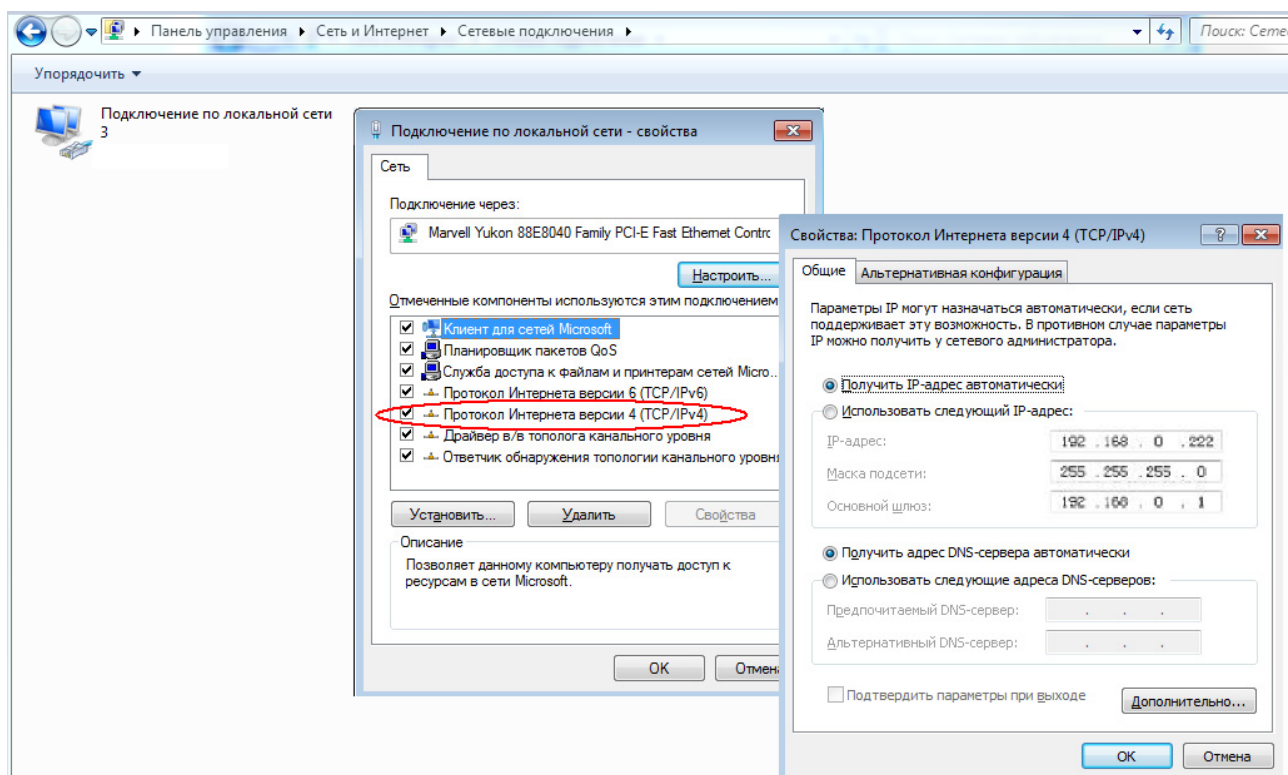 Панель управления ▸ Сеть и Интернет ▸ Сетевые подключения ▸
Поиск: Сете
Упорядочить ▼
Подключение по локальной сети
3
Подключение по локальной сети - свойства
Сеть
Подключение через:
Marvell Yukon 88E8040 Family PCI-E Fast Ethernet Contrc
Настроить...
Отмеченные компоненты используются этим подключением
Клиент для сетей Microsoft
Планировщик пакетов QoS
Служба доступа к файлам и принтерам сетей Micro...
Протокол Интернета версии 6 (TCP/IPv6)
Протокол Интернета версии 4 (TCP/IPv4)
Драйвер в/в тополога канального уровня
Ответчик обнаружения топологии канального уровня
Установить...
Удалить
Свойства
Описание
Позволяет данному компьютеру получать доступ к
ресурсам в сети Microsoft.
OK
Отмена
Свойства: Протокол Интернета версии 4 (TCP/IPv4)
Общие
Альтернативная конфигурация
Параметры IP могут назначаться автоматически, если сеть
поддерживает эту возможность. В противном случае параметры
IP можно получить у сетевого администратора.
Получить IP-адрес автоматически
Использовать следующий IP-адрес:
IP-адрес: 192 . 168 . 0 . 222
Маска подсети: 255 . 255 . 255 . 0
Основной шлюз: 192 . 168 . 0 . 1
Получить адрес DNS-сервера автоматически
Использовать следующие адреса DNS-серверов:
Предпочитаемый DNS-сервер: . . .
Альтернативный DNS-сервер: . . .
Подтвердить параметры при выходе
Дополнительно...
OK
Отмена